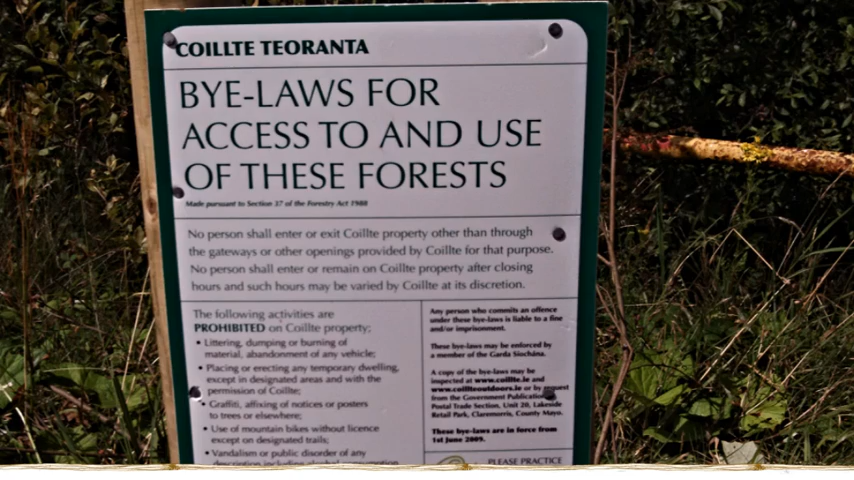 COILLTE TEORANTA
BYE-LAWS FOR
ACCESS TO AND USE
OF THESE FORESTS
Made pursuant to Section 37 of the Forestry Act 1988
No person shall enter or exit Coillte property other than through
the gateways or other openings provided by Coillte for that purpose.
No person shall enter or remain on Coillte property after closing
hours and such hours may be varied by Coillte at its discretion.
The following activities are
PROHIBITED on Coillte property:
• Littering, dumping or burning of
material, abandonment of any vehicle;
• Placing or erecting any temporary dwelling,
except in designated areas and with the
permission of Coillte;
• Graffiti, affixing of notices or posters
to trees or elsewhere;
• Use of mountain bikes without licence
except on designated trails;
• Vandalism or public disorder of any
description including alcohol consumption
Any person who commits an offence
under these bye-laws is liable to a fine
and/or imprisonment.
These bye-laws may be enforced by
a member of the Garda Síochána.
A copy of the bye-laws may be
inspected at www.coillte.ie and
www.coillteoutdoors.ie or by request
from the Government Publications
Postal Trade Section, Unit 20, Lakeside
Retail Park, Claremorris, County Mayo.
These bye-laws are in force from
1st June 2009.
PLEASE PRACTICE